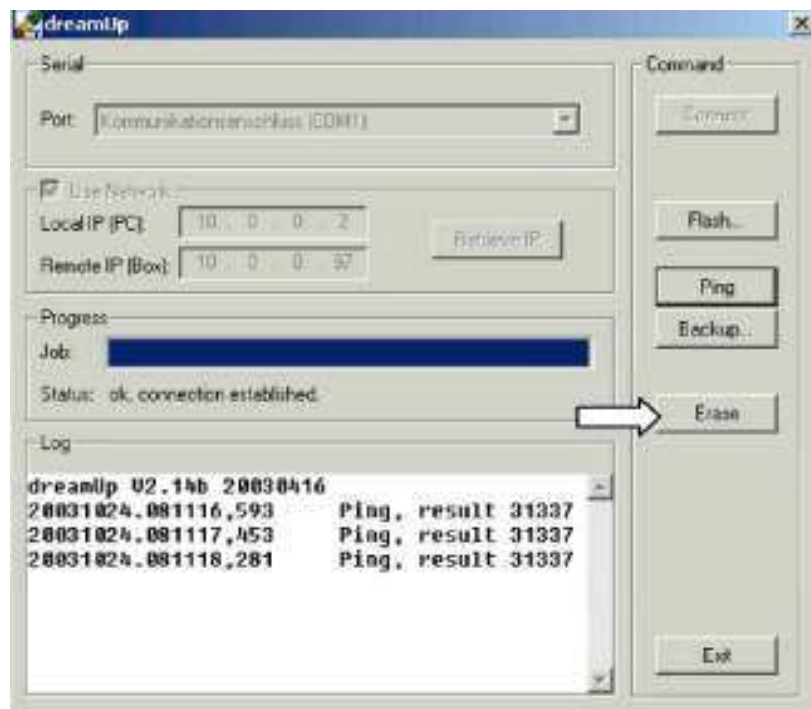 dreamUp
Serial
Port: Kommunikationsanschluss (COM1)
Use Network
Local IP (PC): 10 . 0 . 0 . 2
Remote IP (Box): 10 . 0 . 0 . 97
Retrieve IP
Progress
Job:
Status: ok, connection established.
Log
dreamUp V2.14b 20030416
20031024.081116,593 Ping, result 31337
20031024.081117,453 Ping, result 31337
20031024.081118,281 Ping, result 31337
Command
Connect
Flash...
Ping
Backup...
Erase
Exit